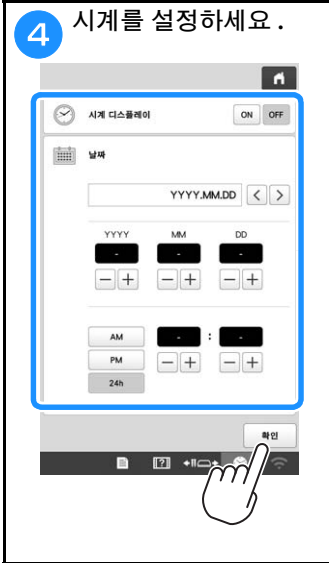 4 시계를 설정하세요 .
시계 디스플레이 ON OFF
날짜
YYYY.MM.DD < >
YYYY MM DD
- - -
− + − + − +
AM - : -
PM − + − +
24h
확인
[?]